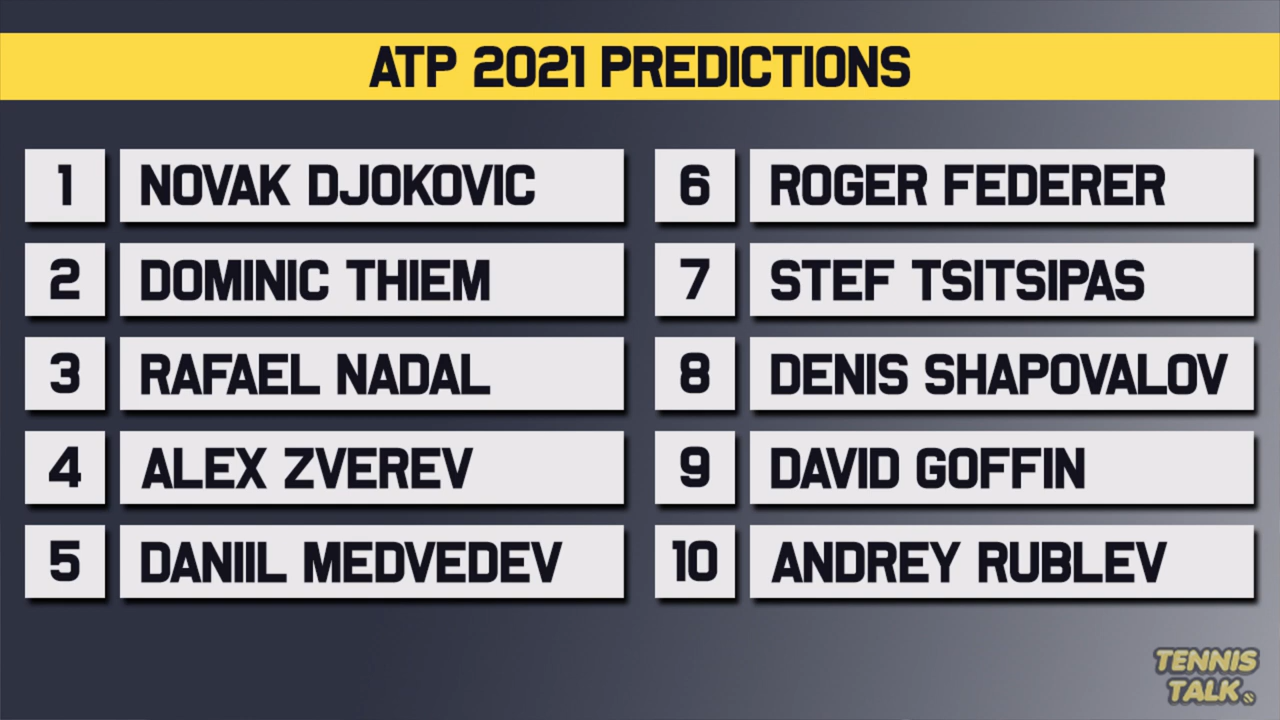 ATP 2021 PREDICTIONS
1 NOVAK DJOKOVIC
2 DOMINIC THIEM
3 RAFAEL NADAL
4 ALEX ZVEREV
5 DANIIL MEDVEDEV
6 ROGER FEDERER
7 STEF TSITSIPAS
8 DENIS SHAPOVALOV
9 DAVID GOFFIN
10 ANDREY RUBLEV
TENNIS
TALK